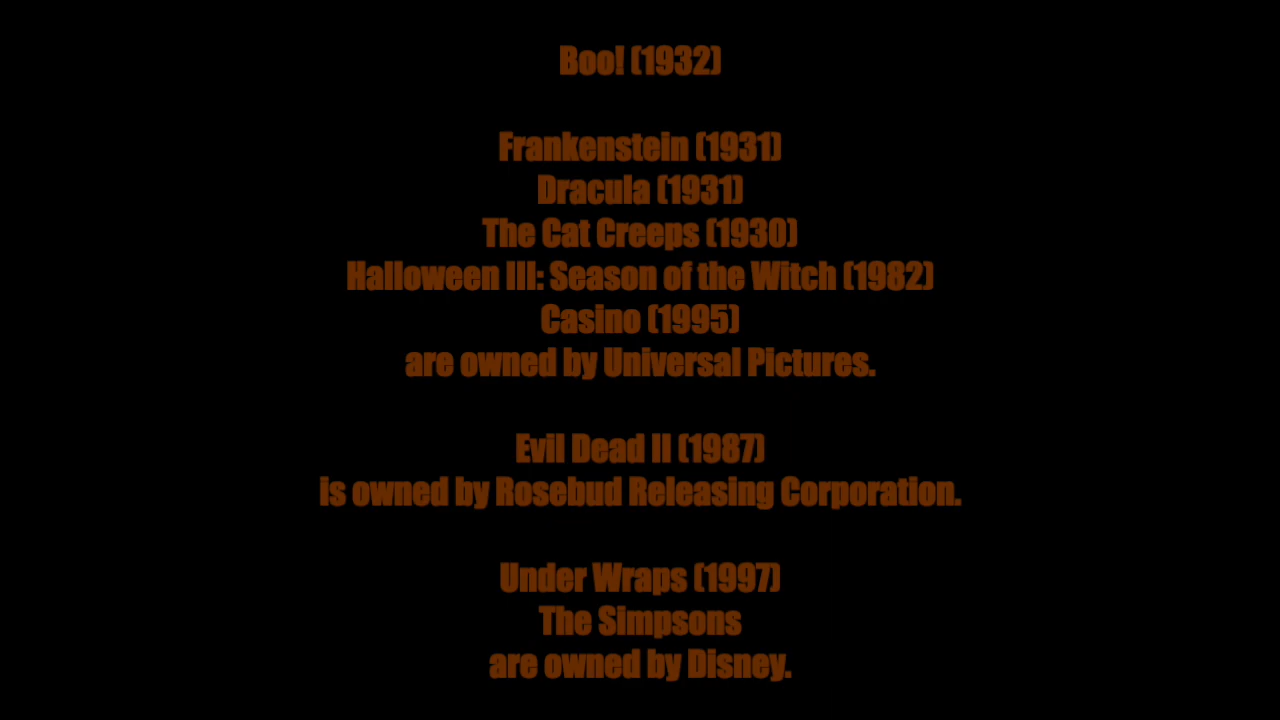 Boo! (1932)
Frankenstein (1931)
Dracula (1931)
The Cat Creeps (1930)
Halloween III: Season of the Witch (1982)
Casino (1995)
are owned by Universal Pictures.
Evil Dead II (1987)
is owned by Rosebud Releasing Corporation.
Under Wraps (1997)
The Simpsons
are owned by Disney.